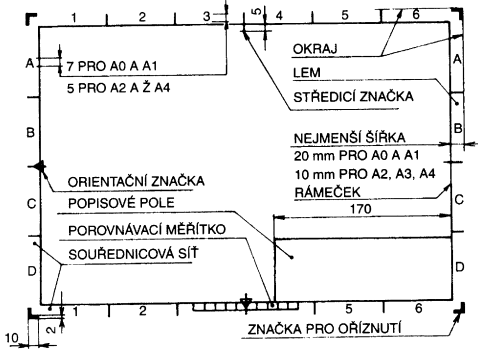 1 2 3 4 5 6
5
OKRAJ
A
A
7 PRO A0 A A1
LEM
5 PRO A2 A Ž A4
STŘEDICÍ ZNAČKA
B
B
NEJMENŠÍ ŠÍŘKA
20 mm PRO A0 A A1
10 mm PRO A2, A3, A4
ORIENTAČNÍ ZNAČKA
RÁMEČEK
POPISOVÉ POLE
170
C
C
POROVNÁVACÍ MĚŘÍTKO
SOUŘEDNICOVÁ SÍŤ
D
D
1 2 5 6
2
10
ZNAČKA PRO OŘÍZNUTÍ